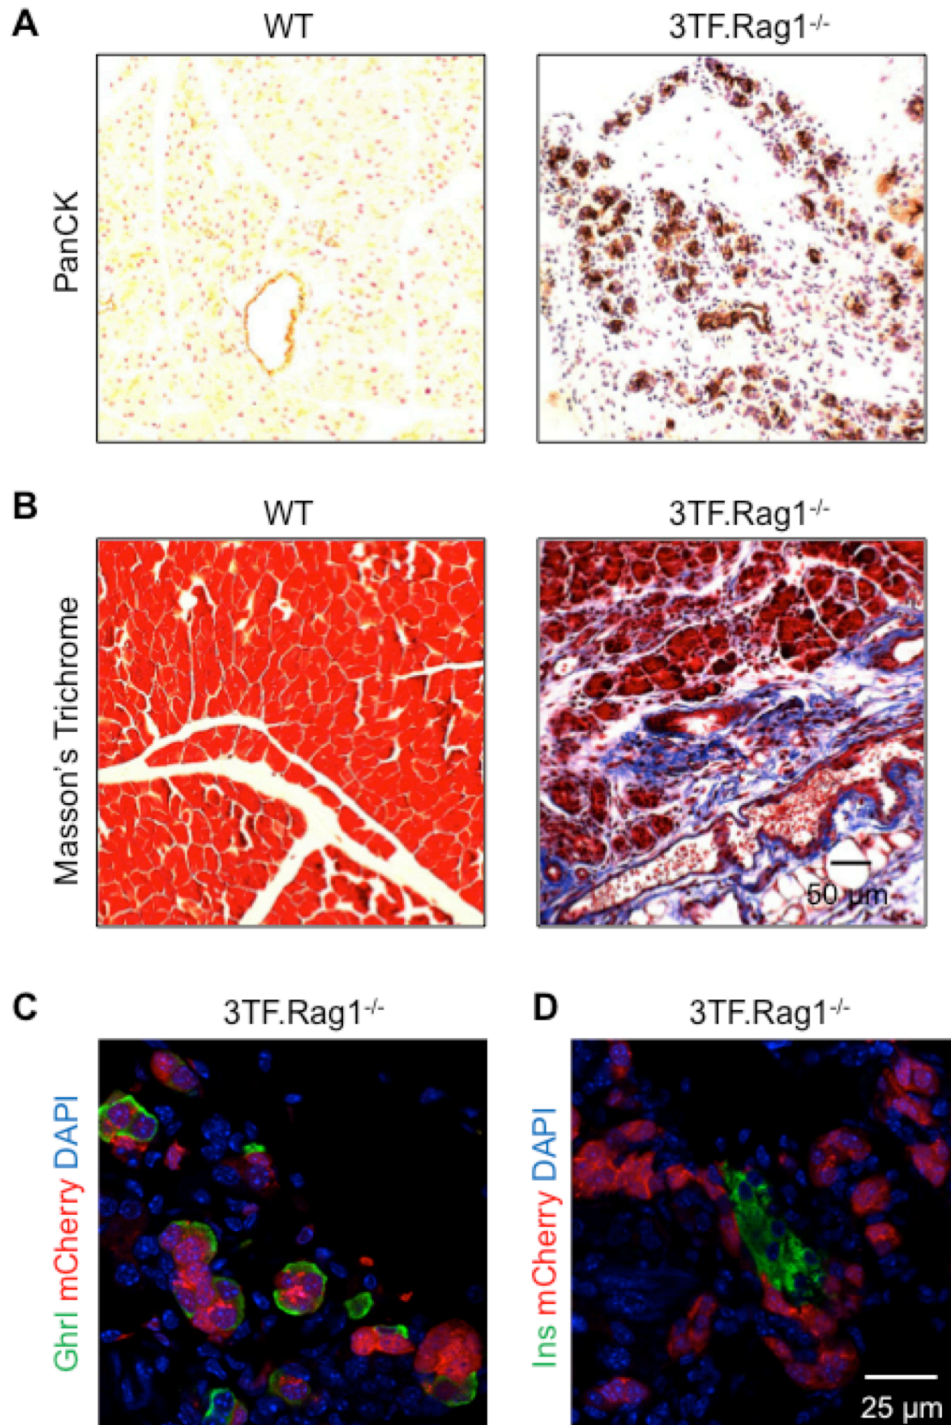 A
WT
3TF.Rag1-/-
PanCK
B
WT
3TF.Rag1-/-
Masson's Trichrome
50 µm
C
3TF.Rag1-/-
Ghrl mCherry DAPI
D
3TF.Rag1-/-
Ins mCherry DAPI
25 µm